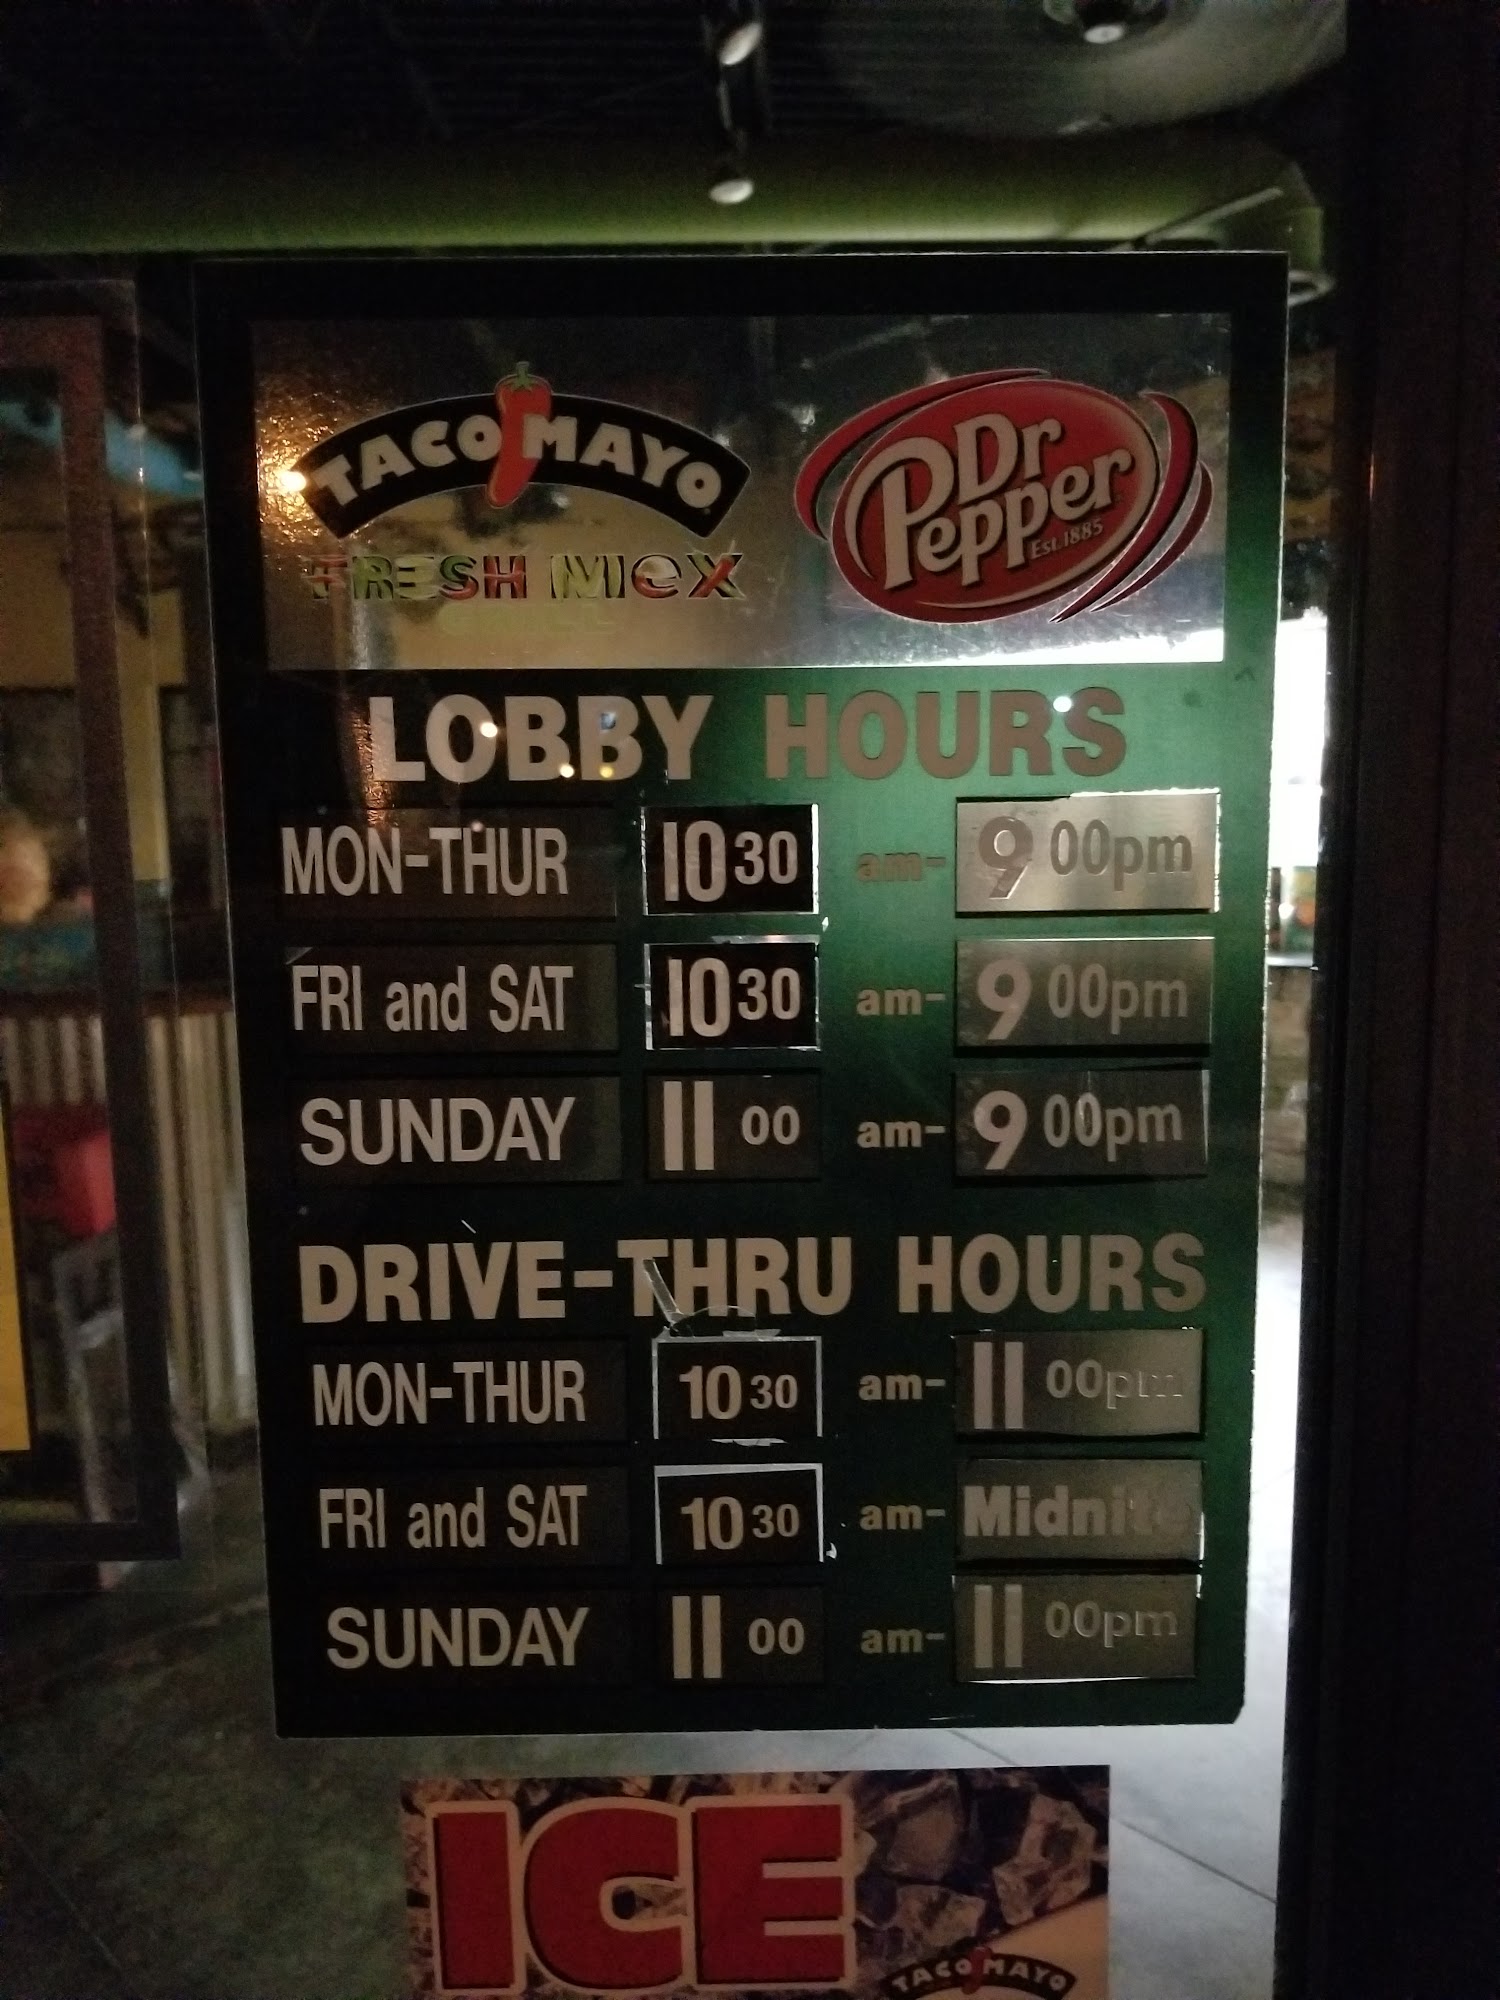 TACO MAYO
FRESH MEX
GRILL
Dr
Pepper
EST.1885
LOBBY HOURS
MON-THUR 10 30 am- 9 00pm
FRI and SAT 10 30 am- 9 00pm
SUNDAY 11 00 am- 9 00pm
DRIVE-THRU HOURS
MON-THUR 10 30 am- 11 00pm
FRI and SAT 10 30 am- Midnite
SUNDAY 11 00 am- 11 00pm
ICE
TACO MAYO